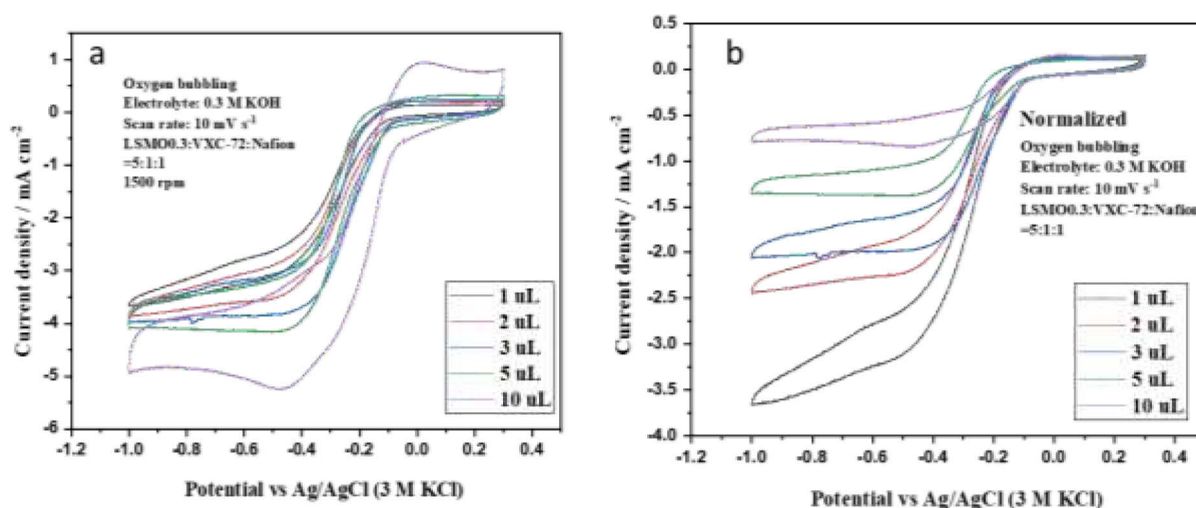 a
Oxygen bubbling
Electrolyte: 0.3 M KOH
Scan rate: 10 mV s⁻¹
LSMO0.3:VXC-72:Nafion
=5:1:1
1500 rpm
1 uL
2 uL
3 uL
5 uL
10 uL
1
0
-1
-2
-3
-4
-5
-6
-1.2
-1.0
-0.8
-0.6
-0.4
-0.2
0.0
0.2
0.4
Current density / mA cm⁻²
Potential vs Ag/AgCl (3 M KCl)
b
Normalized
Oxygen bubbling
Electrolyte: 0.3 M KOH
Scan rate: 10 mV s⁻¹
LSMO0.3:VXC-72:Nafion
=5:1:1
1 uL
2 uL
3 uL
5 uL
10 uL
0.5
0.0
-0.5
-1.0
-1.5
-2.0
-2.5
-3.0
-3.5
-4.0
-1.2
-1.0
-0.8
-0.6
-0.4
-0.2
0.0
0.2
0.4
Current density / mA cm⁻²
Potential vs Ag/AgCl (3 M KCl)